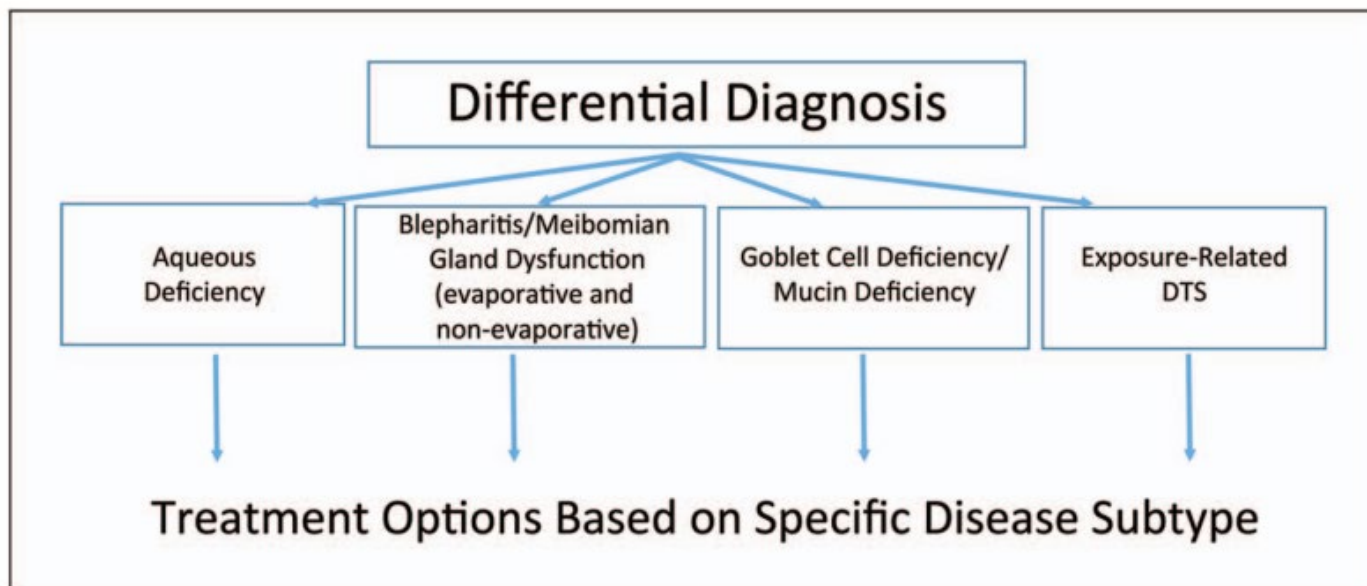 Differential Diagnosis
Aqueous
Deficiency
Blepharitis/Meibomian
Gland Dysfunction
(evaporative and
non-evaporative)
Goblet Cell Deficiency/
Mucin Deficiency
Exposure-Related
DTS
Treatment Options Based on Specific Disease Subtype